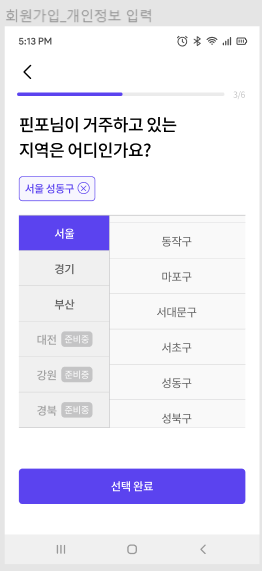 회원가입_개인정보 입력
5:13 PM
3/6
핀포님이 거주하고 있는
지역은 어디인가요?
서울 성동구
서울
경기
부산
대전 준비중
강원 준비중
경북 준비중
동작구
마포구
서대문구
서초구
성동구
성북구
선택 완료